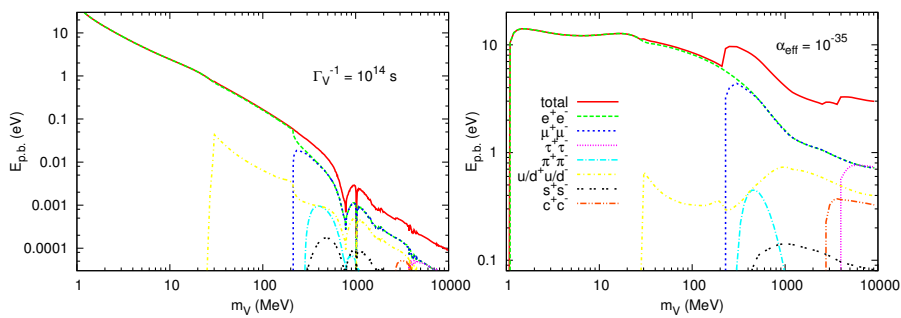 10
1
0.1
0.01
0.001
0.0001
E_p.b. (eV)
Γ_V^-1 = 10^14 s
1 10 100 1000 10000
m_V (MeV)
10
1
0.1
E_p.b. (eV)
α_eff = 10^-35
total
e^+e^-
μ^+μ^-
τ^+τ^-
π^+π^-
u/d^+u/d^-
s^+s^-
c^+c^-
1 10 100 1000 10000
m_V (MeV)